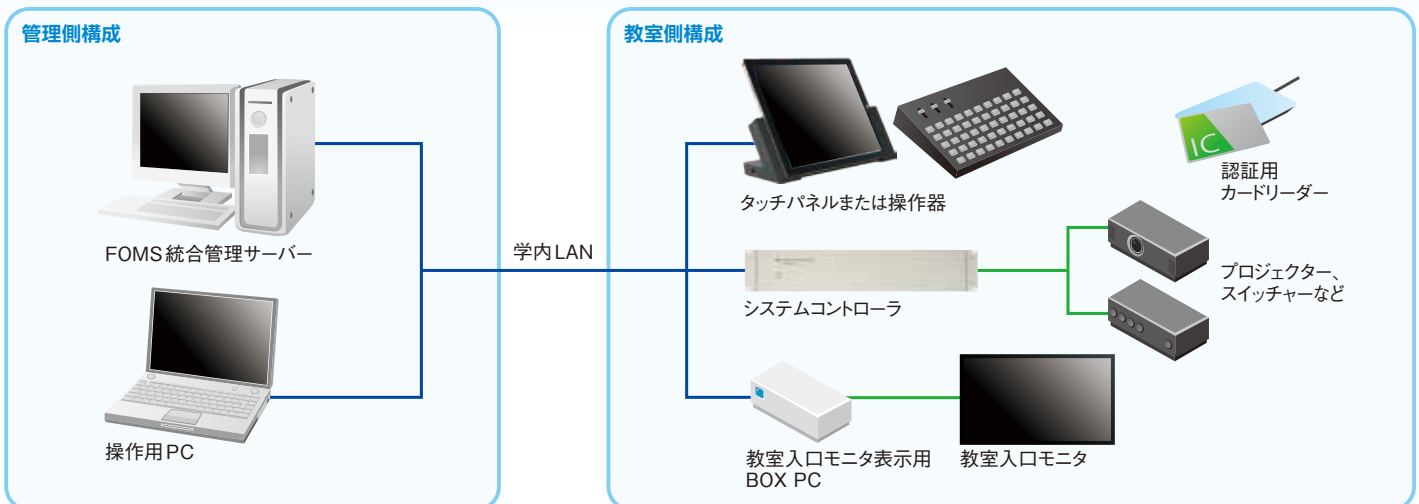 管理側構成
FOMS統合管理サーバー
操作用PC
学内LAN
教室側構成
タッチパネルまたは操作器
IC
認証用
カードリーダー
システムコントローラ
プロジェクター、
スイッチャーなど
教室入口モニタ表示用
BOX PC
教室入口モニタ